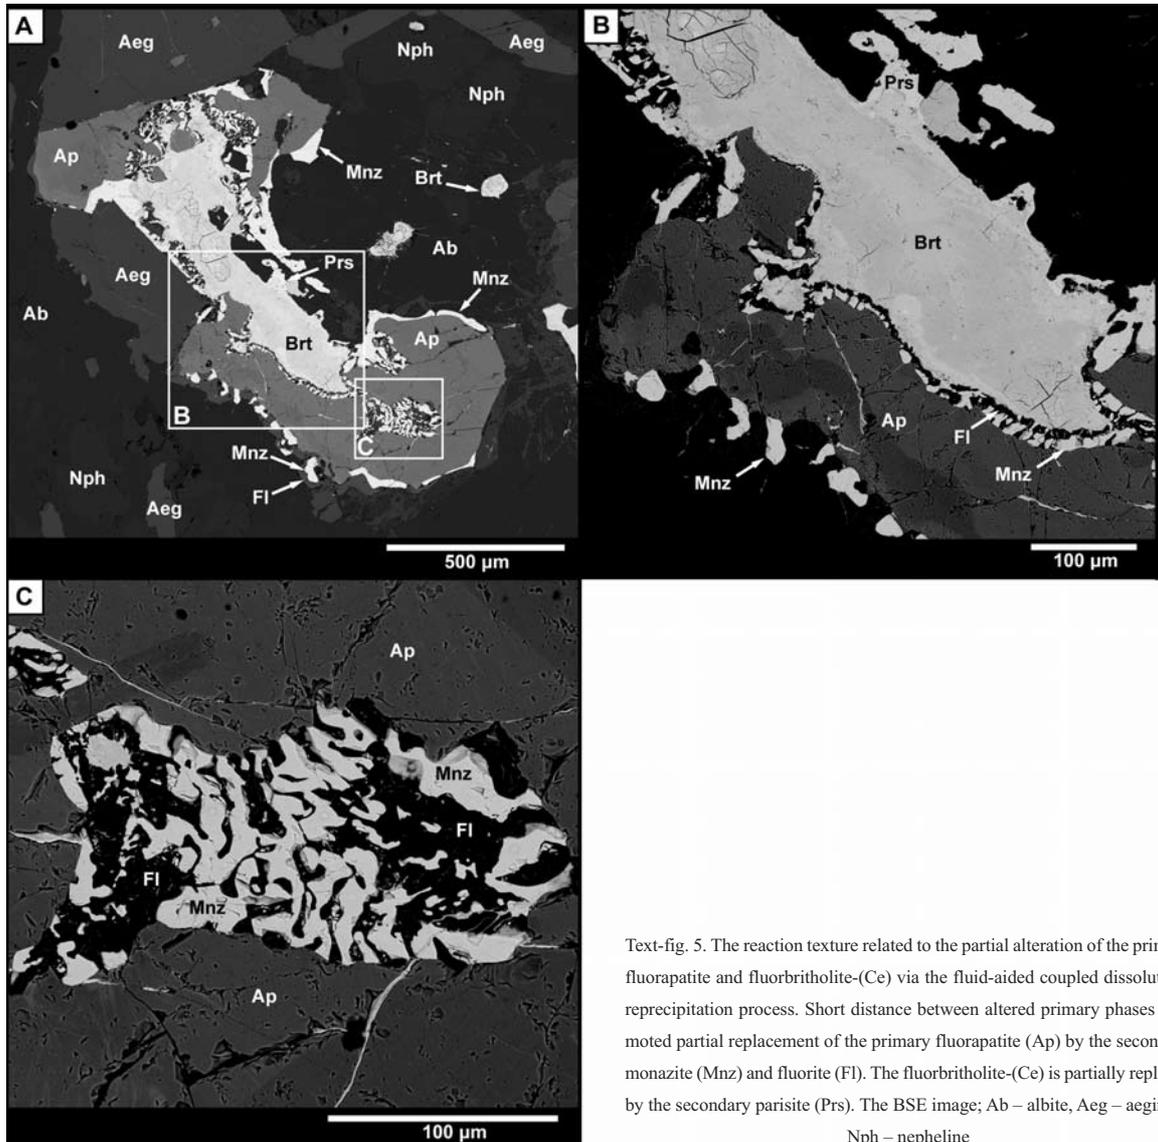 A
Aeg
Nph
Aeg
Nph
Ap
Mnz
Brt
Aeg
Prs
Ab
Mnz
Ab
Ap
Brt
B
C
Mnz
Nph
Fl
Aeg
500 µm
B
Prs
Brt
Ap
Fl
Mnz
Mnz
100 µm
C
Ap
Mnz
Fl
Fl
Mnz
Ap
100 µm
Text-fig. 5. The reaction texture related to the partial alteration of the prim
fluorapatite and fluorbritholite-(Ce) via the fluid-aided coupled dissolut
reprecipitation process. Short distance between altered primary phases
moted partial replacement of the primary fluorapatite (Ap) by the secon
monazite (Mnz) and fluorite (Fl). The fluorbritholite-(Ce) is partially repl
by the secondary parisite (Prs). The BSE image; Ab – albite, Aeg – aegi
Nph – nepheline